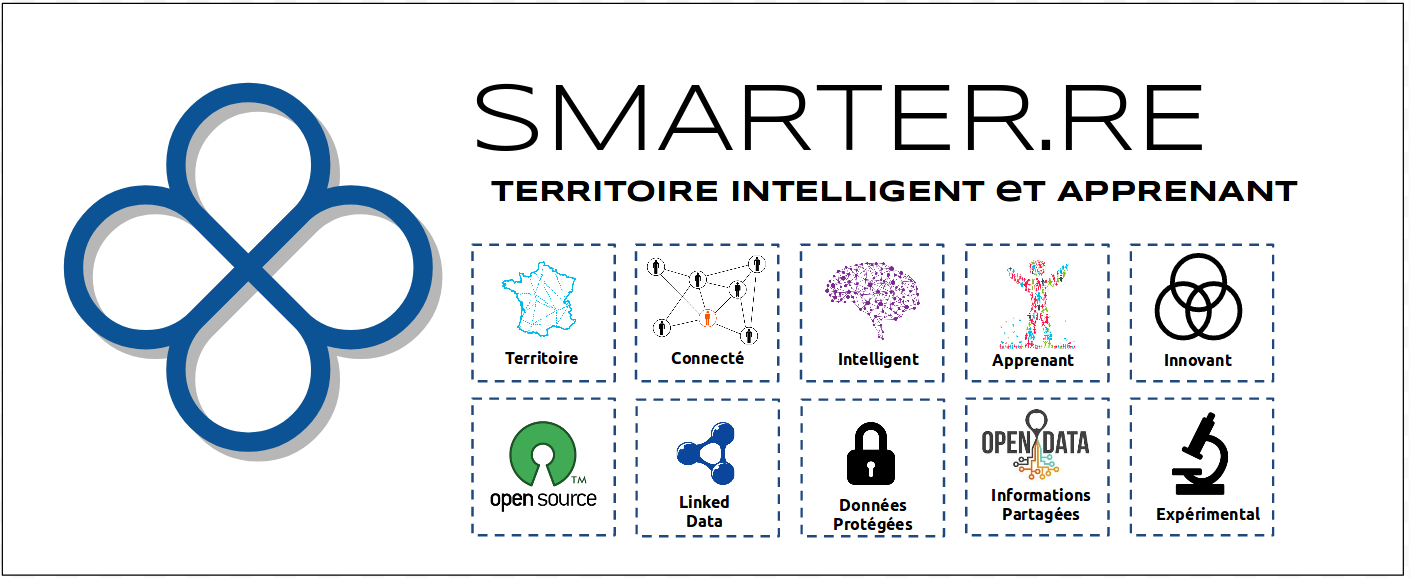 SMARTER.RE
TERRITOIRE INTELLIGENT eT APPRENANT
Territoire
Connecté
Intelligent
Apprenant
Innovant
open source TM
Linked
Data
Données
Protégées
OPEN DATA
Informations
Partagées
Expérimental